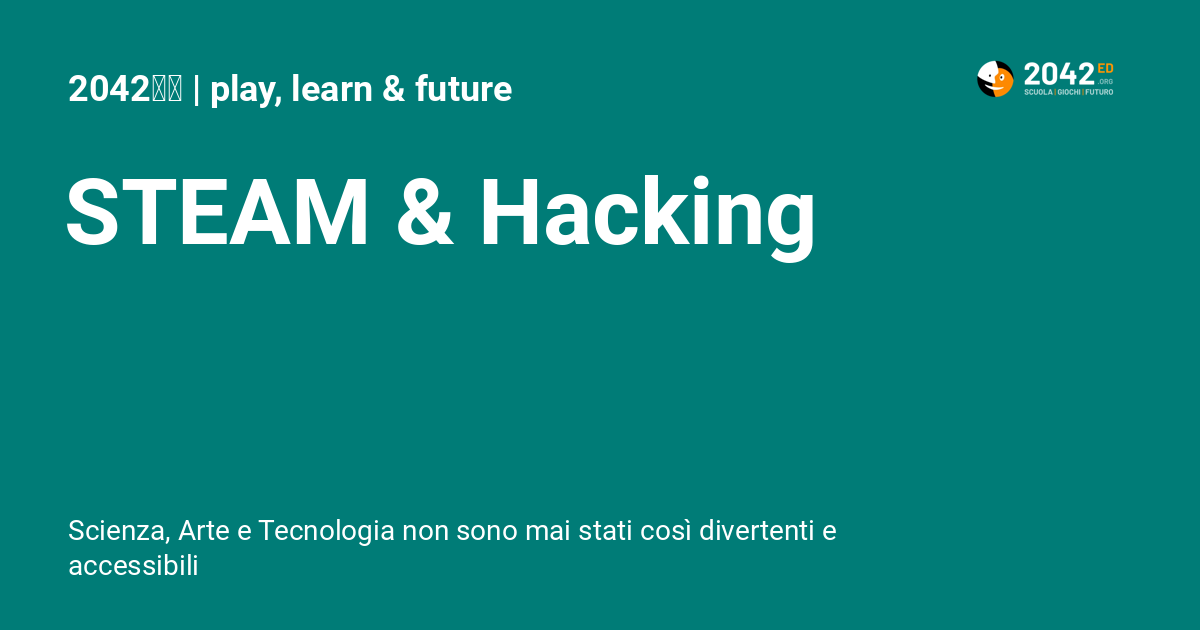 2042 | play, learn & future
2042 ED
.ORG
SCUOLA | GIOCHI | FUTURO
STEAM & Hacking
Scienza, Arte e Tecnologia non sono mai stati così divertenti e
accessibili